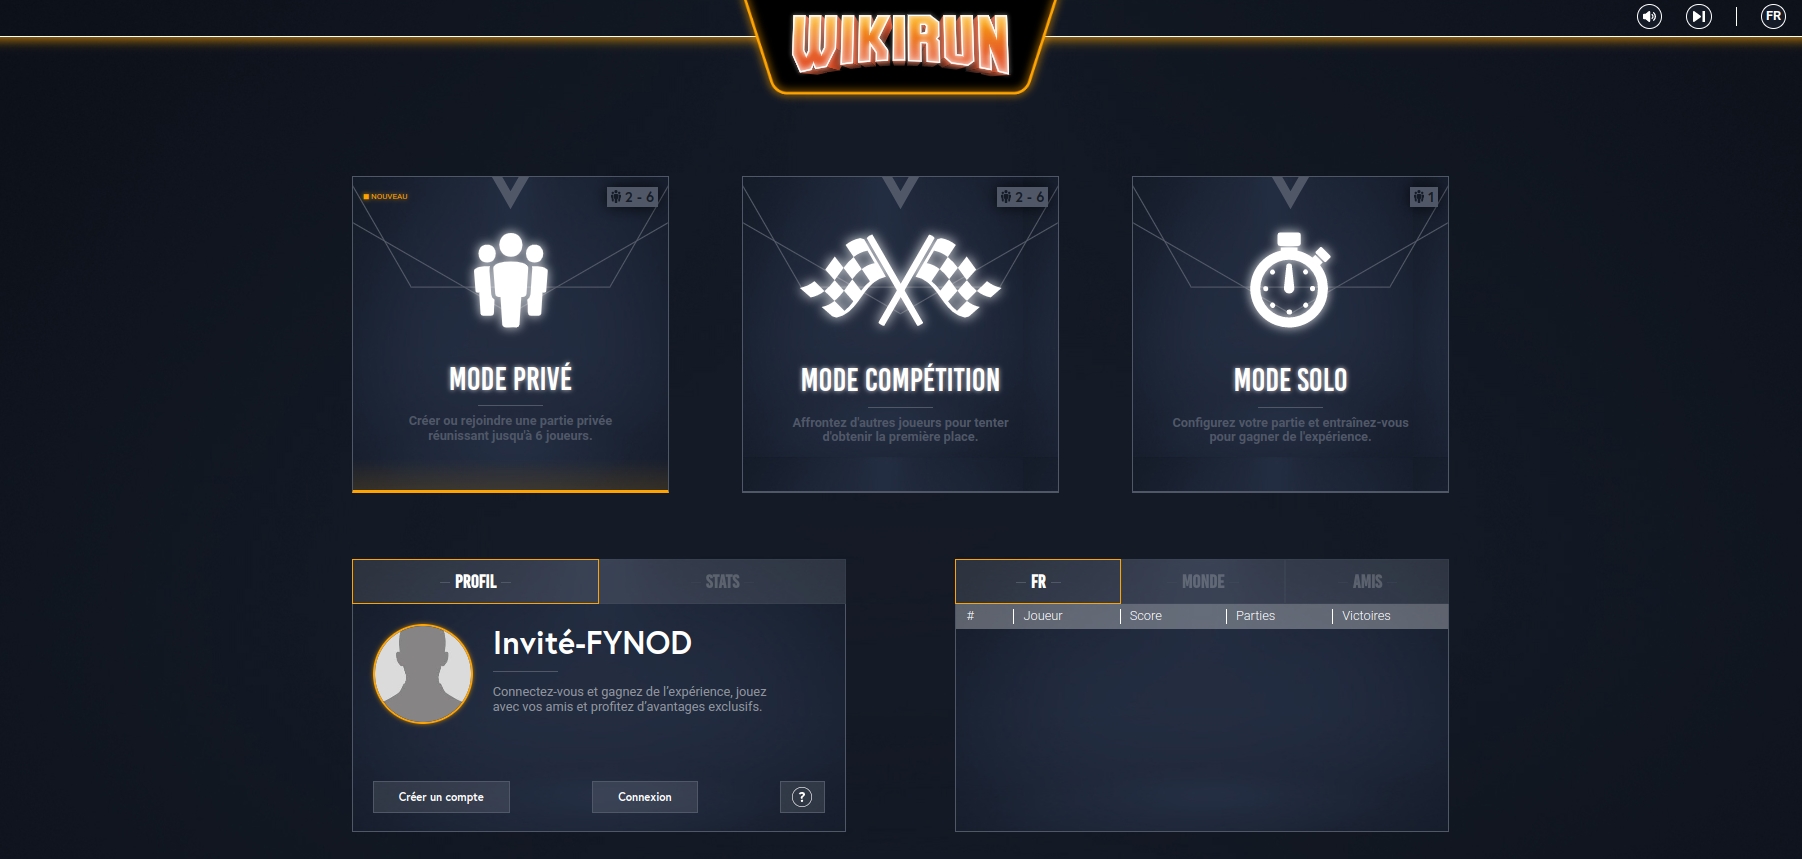 WIKIRUN
FR
NOUVEAU
2 - 6
MODE PRIVÉ
Créer ou rejoindre une partie privée
réunissant jusqu'à 6 joueurs.
2 - 6
MODE COMPÉTITION
Affrontez d'autres joueurs pour tenter
d'obtenir la première place.
1
MODE SOLO
Configurez votre partie et entraînez-vous
pour gagner de l'expérience.
PROFIL
STATS
Invité-FYNOD
Connectez-vous et gagnez de l'expérience, jouez
avec vos amis et profitez d'avantages exclusifs.
Créer un compte
Connexion
?
FR
MONDE
AMIS
# Joueur Score Parties Victoires